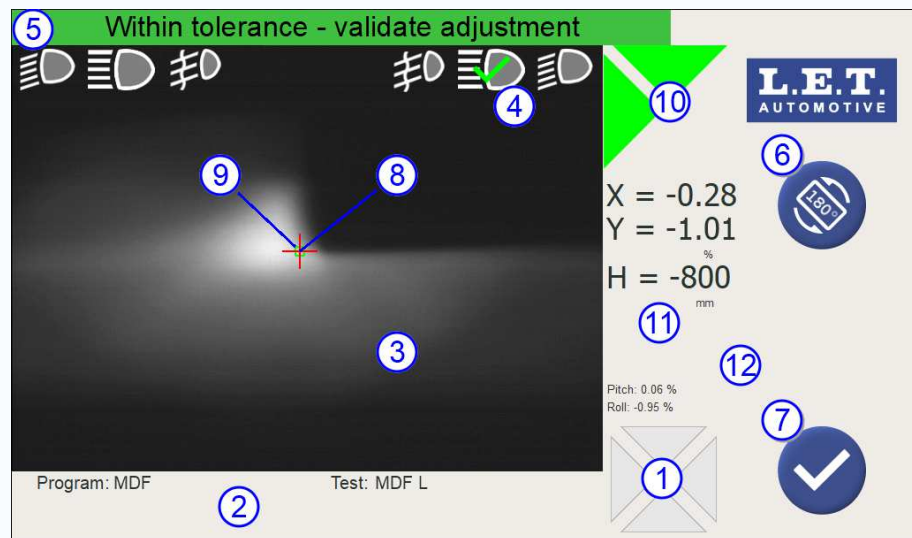 5
Within tolerance - validate adjustment
4
10
L.E.T.
AUTOMOTIVE
9
8
6
180°
X = -0.28
Y = -1.01
%
H = -800
mm
11
3
12
Pitch: 0.06 %
Roll: -0.95 %
7
1
Program: MDF
Test: MDF L
2